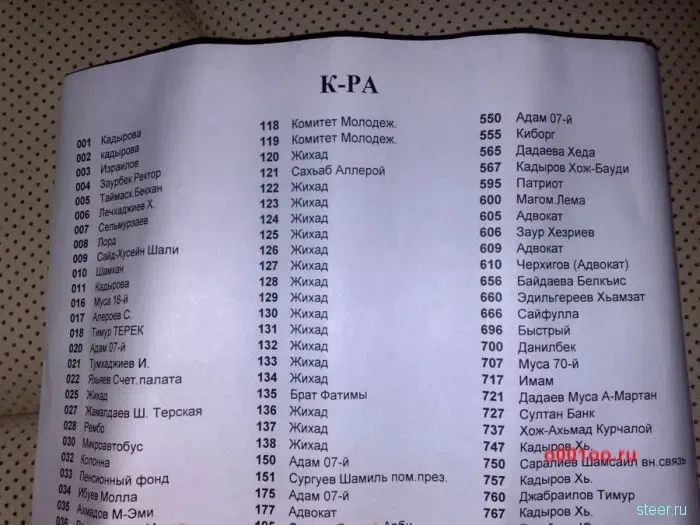 К-РА
001 Кадырова
002 кадырова
003 Израилов
004 Заурбек Ректор
005 Таймасх.Бекхан
006 Лечхаджиев Х.
007 Сельмурзаев
008 Лорд
009 Сайд-Хусейн Шали
010 Шамхан
011 Кадырова
016 Муса 16-й
017 Алероев С.
018 Тимур ТЕРЕК
020 Адам 07-й
021 Тумхаджиев И.
022 Яхьяев Счет.палата
025 Жихад
027 Жамалдаев Ш. Терская
028 Рембо
030 Микроавтобус
032 Колонна
033 Пенсионный фонд
034 Ибуев Молла
035 Ахмадов М-Эми
118 Комитет Молодеж.
119 Комитет Молодеж.
120 Жихад
121 Сахьаб Аллерой
122 Жихад
123 Жихад
124 Жихад
125 Жихад
126 Жихад
127 Жихад
128 Жихад
129 Жихад
130 Жихад
131 Жихад
132 Жихад
133 Жихад
134 Жихад
135 Брат Фатимы
136 Жихад
137 Жихад
138 Жихад
150 Адам 07-й
151 Сургуев Шамиль пом.през.
175 Адам 07-й
177 Адвокат
550 Адам 07-й
555 Киборг
565 Дадаева Хеда
567 Кадыров Хож-Бауди
595 Патриот
600 Магом.Лема
605 Адвокат
606 Заур Хезриев
609 Адвокат
610 Черхигов (Адвокат)
656 Байдаева Белкъис
660 Эдильгереев Хьамзат
666 Сайфулла
696 Быстрый
700 Данилбек
707 Муса 70-й
717 Имам
721 Дадаев Муса А-Мартан
727 Султан Банк
737 Хож-Ахьмад Курчалой
747 Кадыров Хь.
750 Саралиев Шамсаил вн.связь
757 Кадыров Хь.
760 Джабраилов Тимур
767 Кадыров Хь.
steer.ru